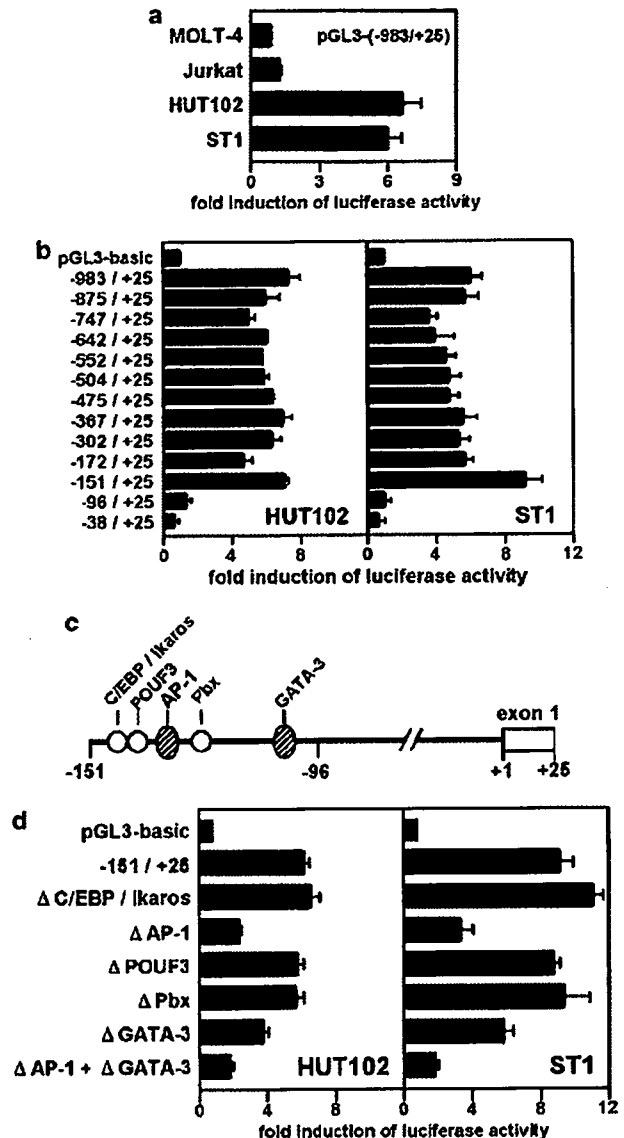 a
MOLT-4
pGL3-(-983/+25)
Jurkat
HUT102
ST1
0 3 6 9
fold induction of luciferase activity
b
pGL3-basic
-983 / +25
-875 / +25
-747 / +25
-642 / +25
-552 / +25
-504 / +25
-475 / +25
-367 / +25
-302 / +25
-172 / +25
-151 / +25
-96 / +25
-38 / +25
HUT102
ST1
0 4 8 0 4 8 12
fold induction of luciferase activity
c
C/EBP / Ikaros
POUF3
AP-1
Pbx
GATA-3
exon 1
-151
-96
+1
+25
d
pGL3-basic
-151 / +25
Δ C/EBP / Ikaros
Δ AP-1
Δ POUF3
Δ Pbx
Δ GATA-3
Δ AP-1 + Δ GATA-3
HUT102
ST1
0 4 8 0 4 8 12
fold induction of luciferase activity